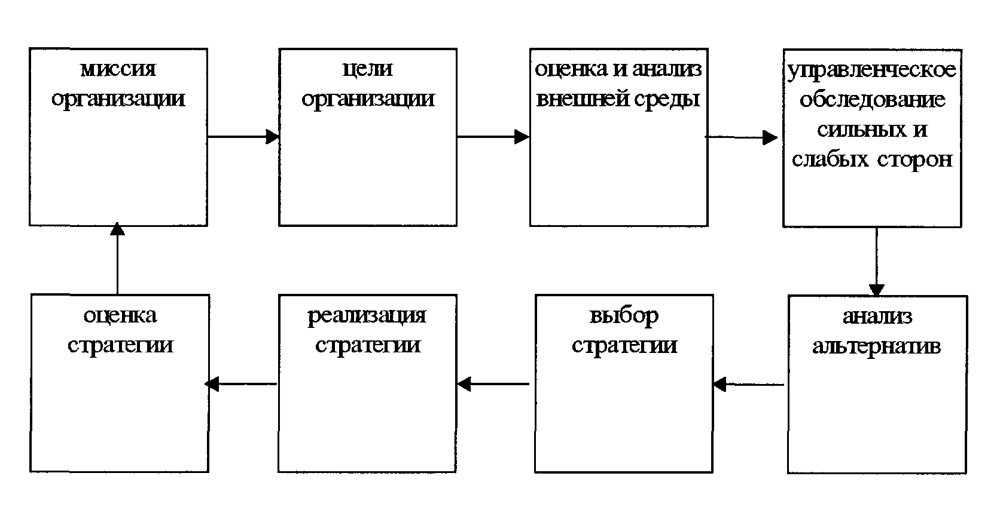 миссия
организации
цели
организации
оценка и анализ
внешней среды
управленческое
обследование
сильных и
слабых сторон
оценка
стратегии
реализация
стратегии
выбор
стратегии
анализ
альтернатив